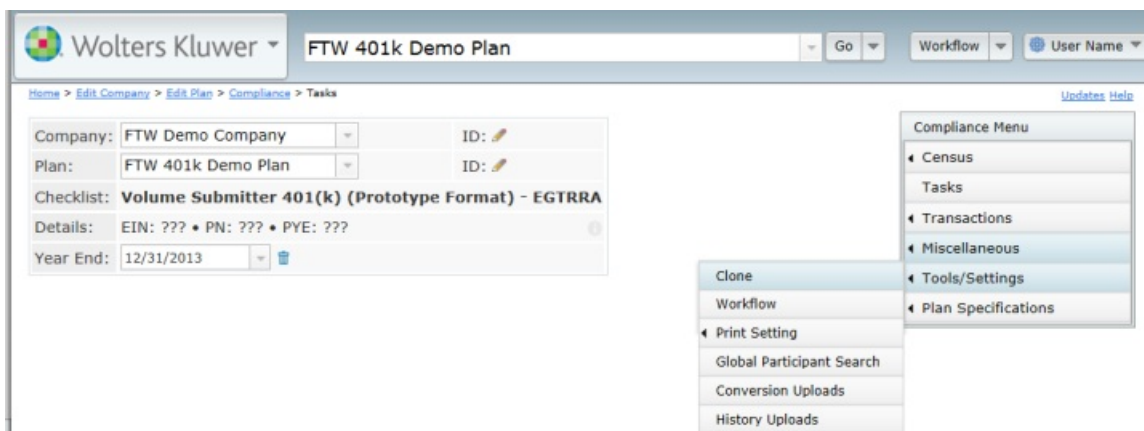 Wolters Kluwer FTW 401k Demo Plan Go Workflow User Name
Home > Edit Company > Edit Plan > Compliance > Tasks
Updates Help
Company: FTW Demo Company ID:
Plan: FTW 401k Demo Plan ID:
Checklist: Volume Submitter 401(k) (Prototype Format) - EGTRRA
Details: EIN: ??? • PN: ??? • PYE: ???
Year End: 12/31/2013
Compliance Menu
Census
Tasks
Transactions
Miscellaneous
Tools/Settings
Plan Specifications
Clone
Workflow
Print Setting
Global Participant Search
Conversion Uploads
History Uploads